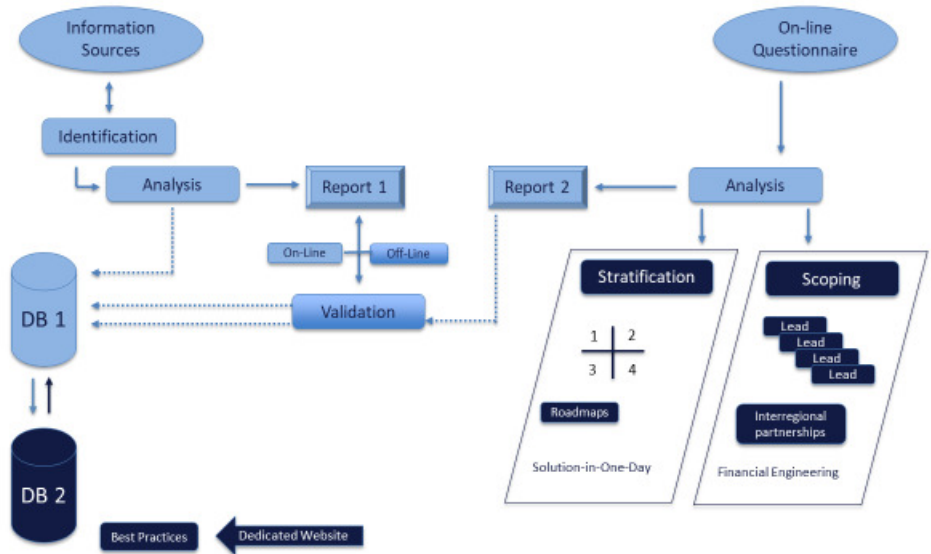 Information
Sources
On-line
Questionnaire
Identification
Analysis
Report 1
Report 2
Analysis
On-Line
Off-Line
Stratification
Scoping
DB 1
Validation
1 2
3 4
Lead
Lead
Lead
Lead
Roadmaps
Interregional
partnerships
Solution-in-One-Day
Financial Engineering
DB 2
Best Practices
Dedicated Website